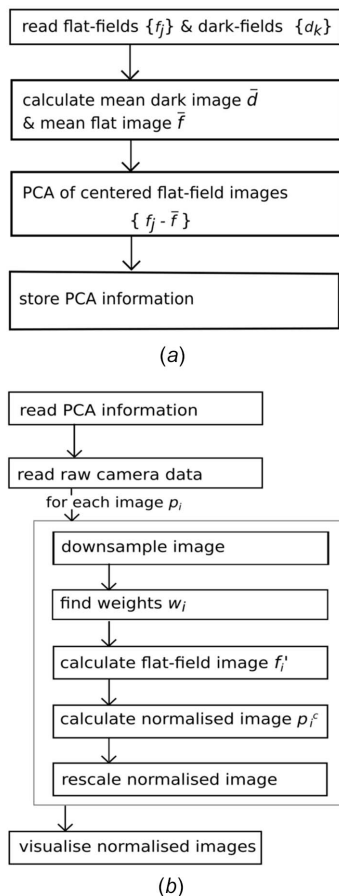 read flat-fields {fj} & dark-fields {dk}
calculate mean dark image d̄
& mean flat image f̄
PCA of centered flat-field images
{ fj - f̄ }
store PCA information
(a)
read PCA information
read raw camera data
for each image pi
downsample image
find weights wi
calculate flat-field image fi'
calculate normalised image pic
rescale normalised image
visualise normalised images
(b)